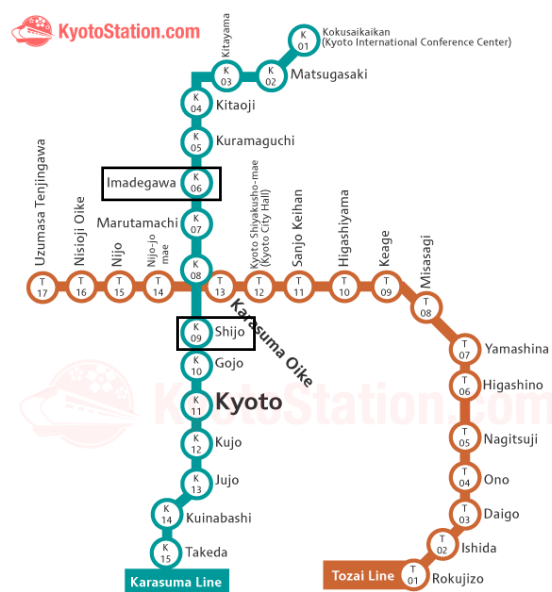 KyotoStation.com
K 01
Kokusaikaikan
(Kyoto International Conference Center)
Kitayama
K 03
K 02
Matsugasaki
K 04
Kitaoji
K 05
Kuramaguchi
Imadegawa
K 06
Marutamachi
K 07
K 08
Uzumasa Tenjingawa
Nisioji Oike
Nijo
Nijo-jo
mae
Kyoto Shiyakusho-mae
(Kyoto City Hall)
Sanjo Keihan
Higashiyama
Keage
Misasagi
T 17
T 16
T 15
T 14
T 13
T 12
T 11
T 10
T 09
T 08
Karasuma Oike
K 09
Shijo
K 10
Gojo
K 11
Kyoto
K 12
Kujo
K 13
Jujo
K 14
Kuinabashi
K 15
Takeda
Karasuma Line
T 07
Yamashina
T 06
Higashino
T 05
Nagitsuji
T 04
Ono
T 03
Daigo
T 02
Ishida
T 01
Rokujizo
Tozai Line
KyotoStation.com